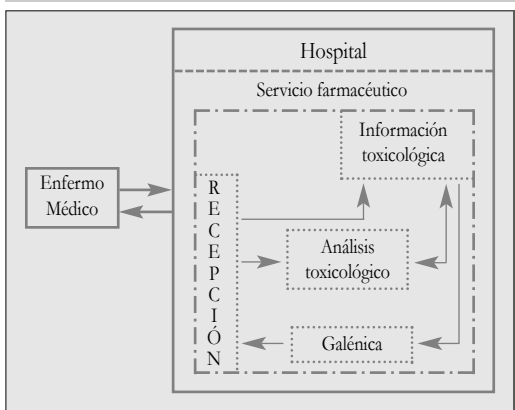 Hospital
Servicio farmacéutico
Información
toxicológica
Enfermo
Médico
R
E
C
E
P
C
I
Ó
N
Análisis
toxicológico
Galénica